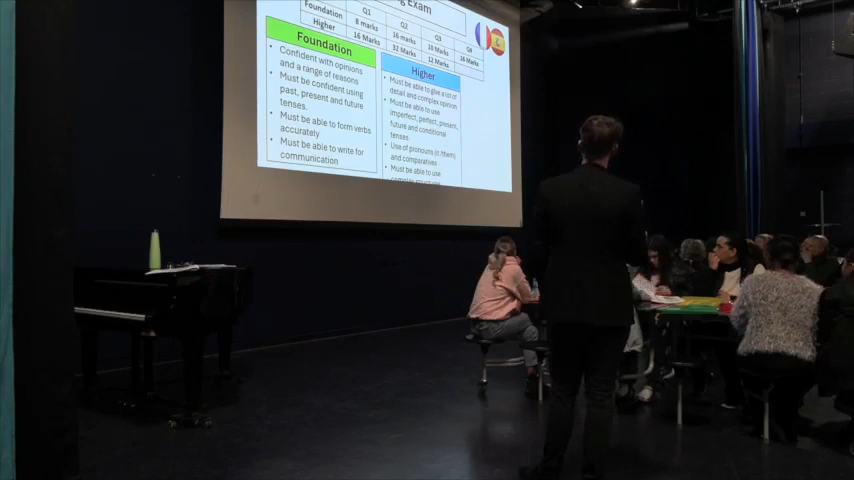 Exam
Foundation Q1 Q2 Q3 Q4
Higher 8 marks 16 marks 10 Marks 16 Marks
16 Marks 32 Marks 12 Marks
Foundation
• Confident with opinions
and a range of reasons
• Must be confident using
past, present and future
tenses.
• Must be able to form verbs
accurately
• Must be able to write for
communication
Higher
• Must be able to give a lot of
detail and complex opinion
• Must be able to use
imperfect, perfect, present,
future and conditional
tenses.
• Use of pronouns (it /them)
and comparatives
• Must be able to use